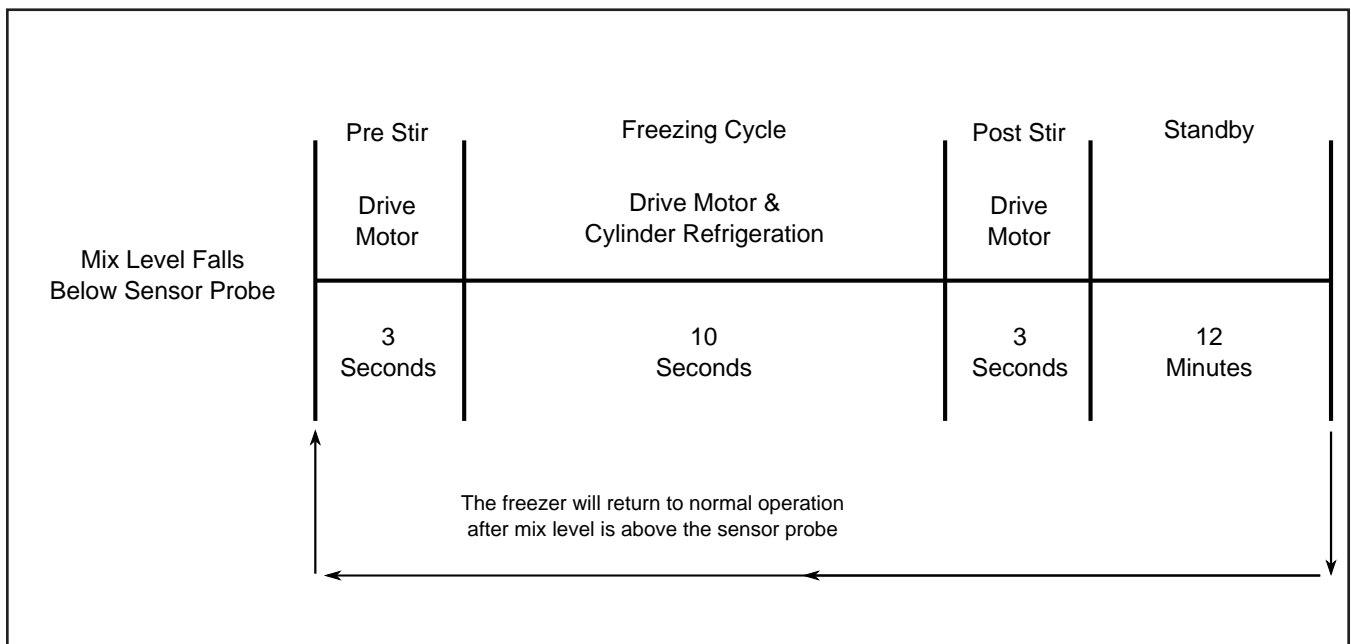 Pre Stir
Freezing Cycle
Post Stir
Standby
Drive
Motor
Drive Motor &
Cylinder Refrigeration
Drive
Motor
Mix Level Falls
Below Sensor Probe
3
Seconds
10
Seconds
3
Seconds
12
Minutes
The freezer will return to normal operation
after mix level is above the sensor probe